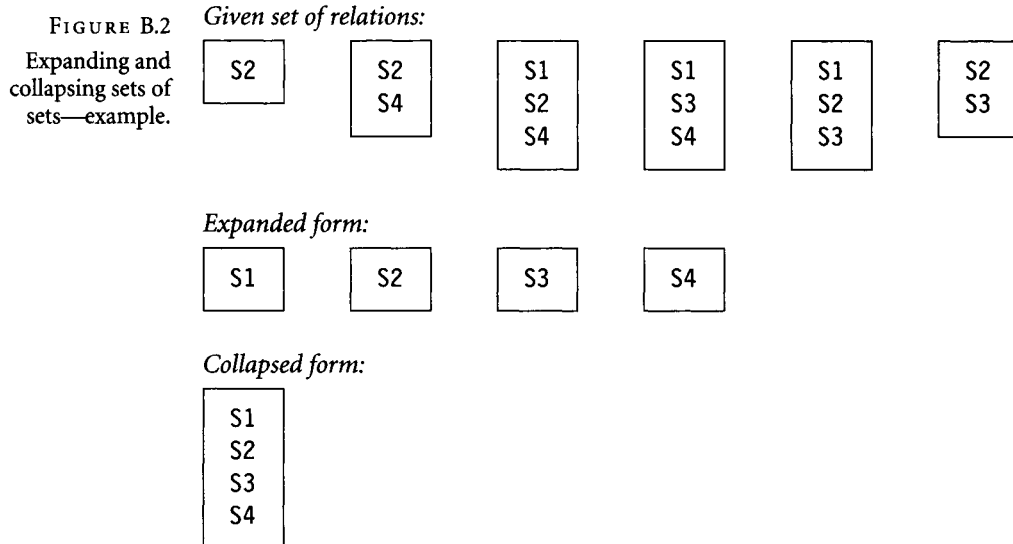 FIGURE B.2
Expanding and
collapsing sets of
sets—example.
Given set of relations:
S2
S2
S4
S1
S2
S4
S1
S3
S4
S1
S2
S3
S2
S3
Expanded form:
S1
S2
S3
S4
Collapsed form:
S1
S2
S3
S4